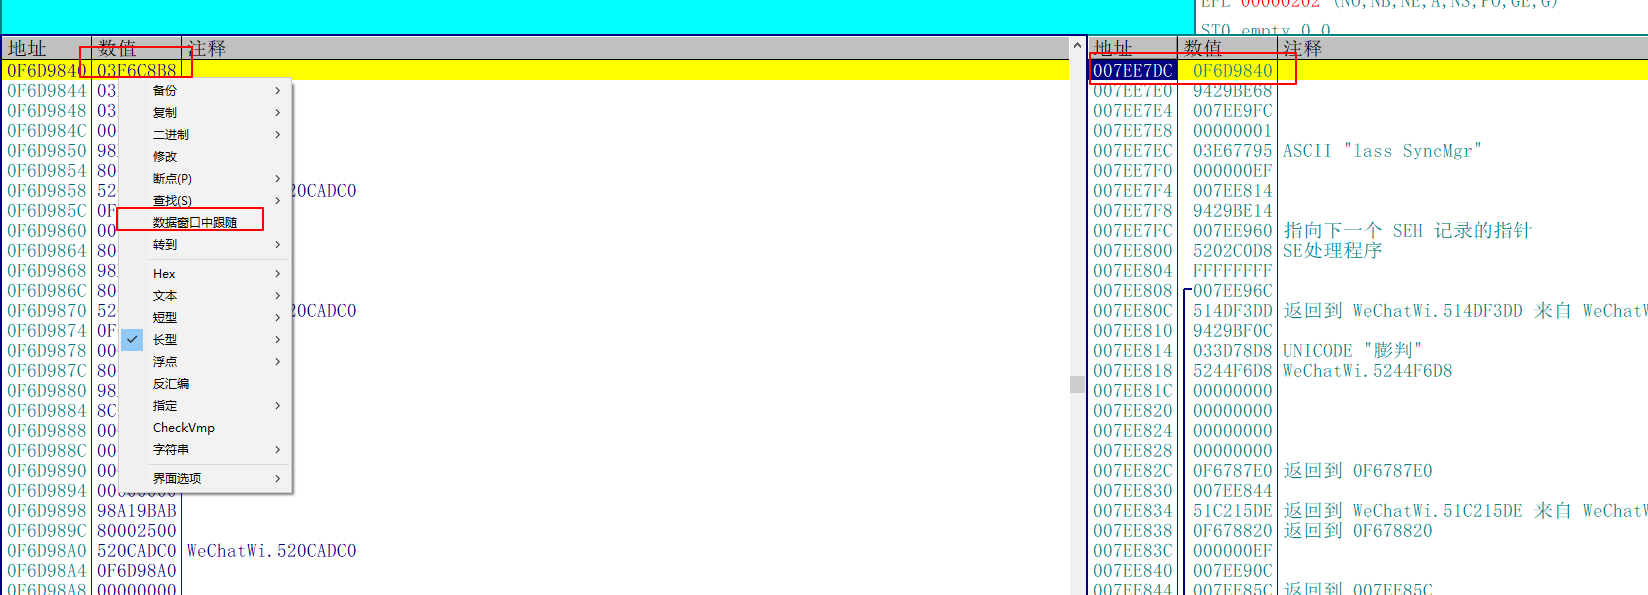 EFL 00000202 (NO,NB,NE,A,NS,PO,GE,G)
ST0 empty 0.0
地址 数值 注释
0F6D9840 03F6C8B8
0F6D9844 03
0F6D9848 03
0F6D984C 00
0F6D9850 98
0F6D9854 80
0F6D9858 52 20CADC0
0F6D985C 0F
0F6D9860 00
0F6D9864 80
0F6D9868 98
0F6D986C 80
0F6D9870 52 20CADC0
0F6D9874 0F
0F6D9878 00
0F6D987C 80
0F6D9880 98
0F6D9884 8C
0F6D9888 00
0F6D988C 00
0F6D9890 00
0F6D9894 00000000
0F6D9898 98A19BAB
0F6D989C 80002500
0F6D98A0 520CADC0 WeChatWi.520CADC0
0F6D98A4 0F6D98A0
0F6D98A8 00000000
备份
复制
二进制
修改
断点(P)
查找(S)
数据窗口中跟随
转到
Hex
文本
短型
长型
浮点
反汇编
指定
CheckVmp
字符串
界面选项
地址 数值 注释
007EE7DC 0F6D9840
007EE7E0 9429BE68
007EE7E4 007EE9FC
007EE7E8 00000001
007EE7EC 03E67795 ASCII "lass SyncMgr"
007EE7F0 000000EF
007EE7F4 007EE814
007EE7F8 9429BE14
007EE7FC 007EE960 指向下一个 SEH 记录的指针
007EE800 5202C0D8 SE处理程序
007EE804 FFFFFFFF
007EE808 007EE96C
007EE80C 514DF3DD 返回到 WeChatWi.514DF3DD 来自 WeChatW
007EE810 9429BF0C
007EE814 033D78D8 UNICODE "膨判"
007EE818 5244F6D8 WeChatWi.5244F6D8
007EE81C 00000000
007EE820 00000000
007EE824 00000000
007EE828 00000000
007EE82C 0F6787E0 返回到 0F6787E0
007EE830 007EE844
007EE834 51C215DE 返回到 WeChatWi.51C215DE 来自 WeChatW
007EE838 0F678820 返回到 0F678820
007EE83C 000000EF
007EE840 007EE90C
007EE844 007EE85C 返回到 007EE85C